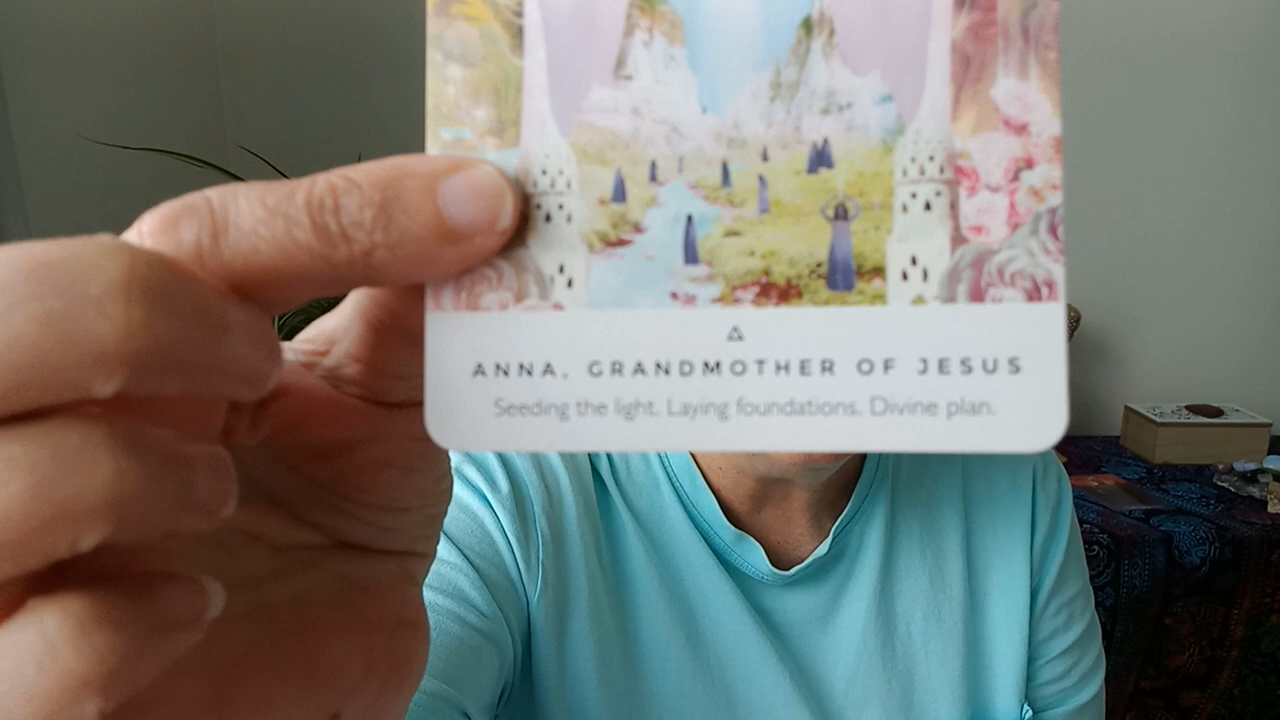 ANNA, GRANDMOTHER OF JESUS
Seeding the light. Laying foundations. Divine plan.